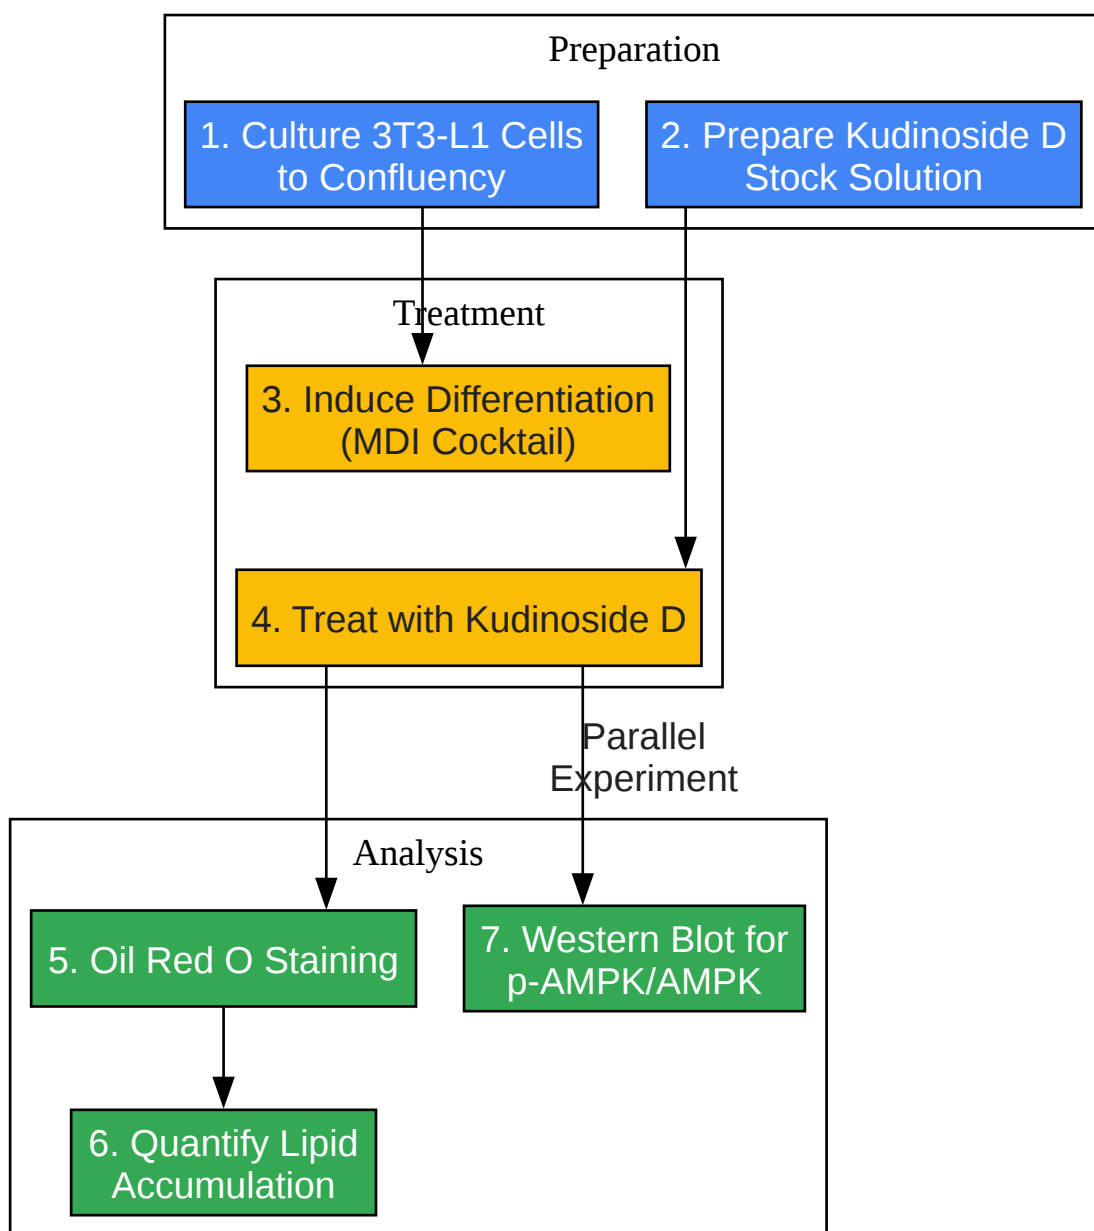 Preparation
1. Culture 3T3-L1 Cells
to Confluency
2. Prepare Kudinoside D
Stock Solution
Treatment
3. Induce Differentiation
(MDI Cocktail)
4. Treat with Kudinoside D
Parallel
Experiment
Analysis
5. Oil Red O Staining
7. Western Blot for
p-AMPK/AMPK
6. Quantify Lipid
Accumulation